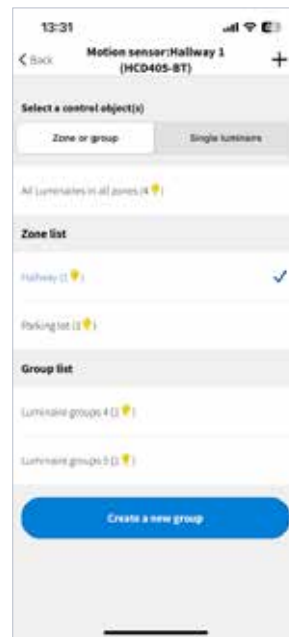 13:31
Back
Motion sensor:Hallway 1
(HCD405-BT)
+
Select a control object(s)
Zone or group
Single luminaire
All Luminaires in all zones (4
Zone list
Hallway (1
Parking lot (3
Group list
Luminaire groups 4 (
Luminaire groups 5 (
Create a new group